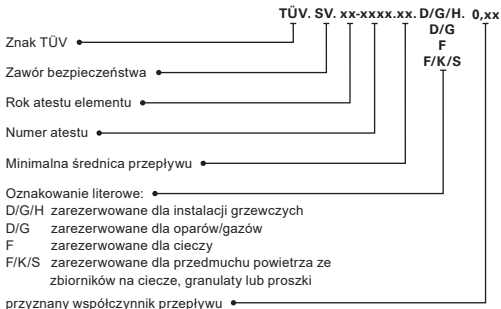 TÜV. SV. xx-xxxx.xx. D/G/H. 0,xx
D/G
F
F/K/S
Znak TÜV
Zawór bezpieczeństwa
Rok atestu elementu
Numer atestu
Minimalna średnica przepływu
Oznakowanie literowe:
D/G/H zarezerwowane dla instalacji grzewczych
D/G zarezerwowane dla oparów/gazów
F zarezerwowane dla cieczy
F/K/S zarezerwowane dla przedmuchu powietrza ze
zbiorników na ciecze, granulaty lub proszki
przyznany współczynnik przepływu